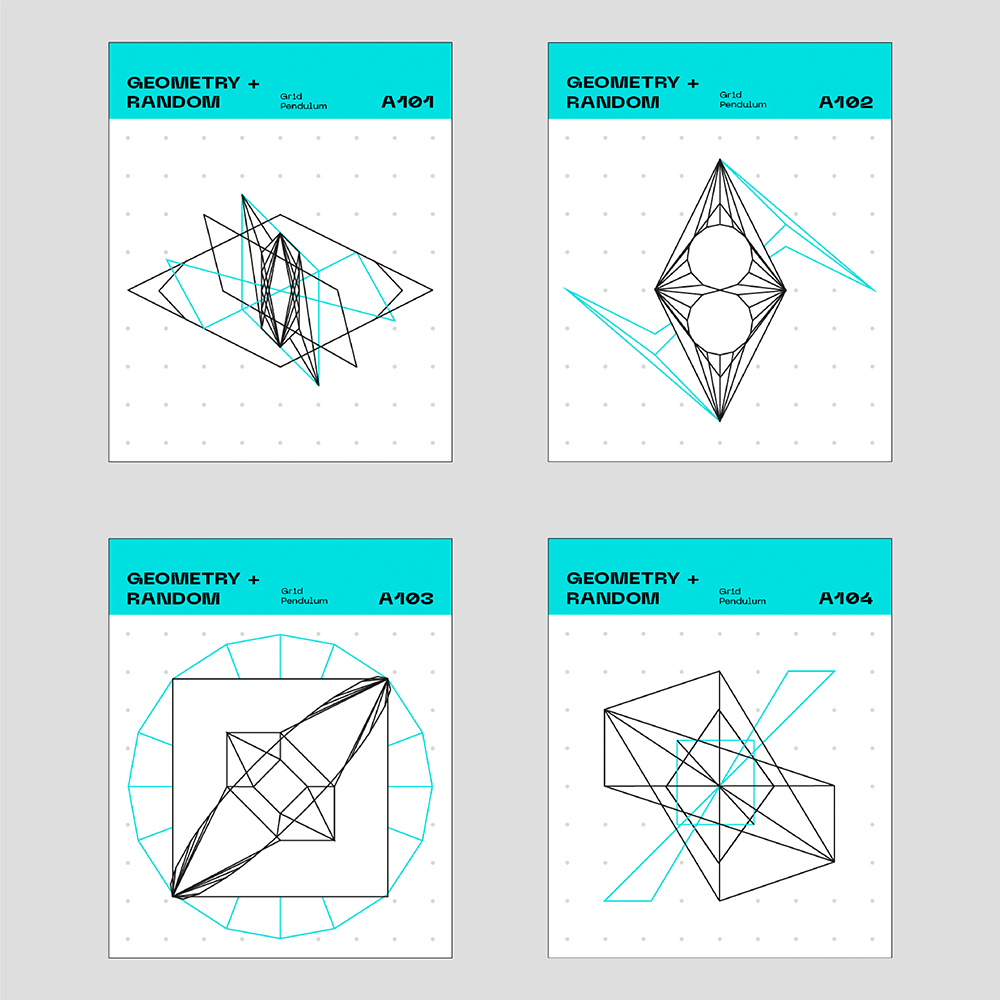 GEOMETRY +
RANDOM
Grid
Pendulum
A101
GEOMETRY +
RANDOM
Grid
Pendulum
A102
GEOMETRY +
RANDOM
Grid
Pendulum
A103
GEOMETRY +
RANDOM
Grid
Pendulum
A104